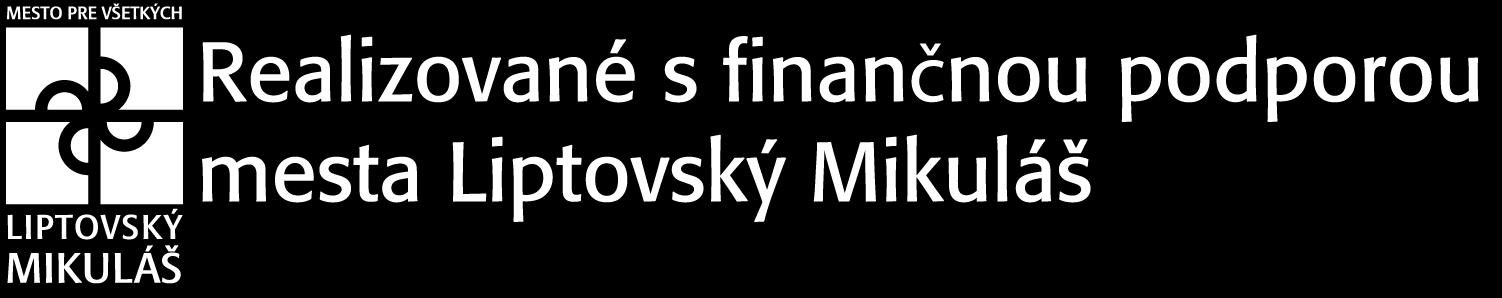 MESTO PRE VŠETKÝCH
LIPTOVSKÝ
MIKULÁŠ
Realizované s finančnou podporou
mesta Liptovský Mikuláš